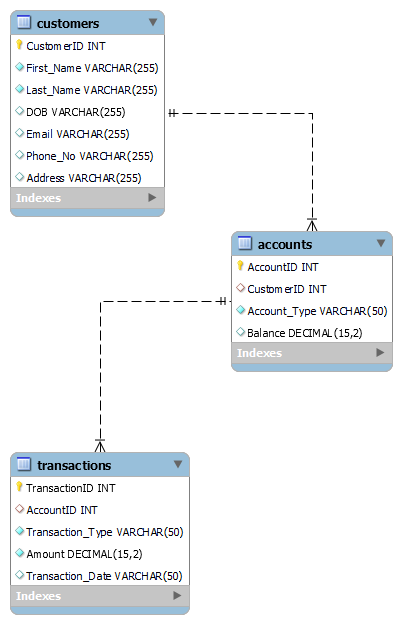 customers
CustomerID INT
First_Name VARCHAR(255)
Last_Name VARCHAR(255)
DOB VARCHAR(255)
Email VARCHAR(255)
Phone_No VARCHAR(255)
Address VARCHAR(255)
Indexes
accounts
AccountID INT
CustomerID INT
Account_Type VARCHAR(50)
Balance DECIMAL(15,2)
Indexes
transactions
TransactionID INT
AccountID INT
Transaction_Type VARCHAR(50)
Amount DECIMAL(15,2)
Transaction_Date VARCHAR(50)
Indexes